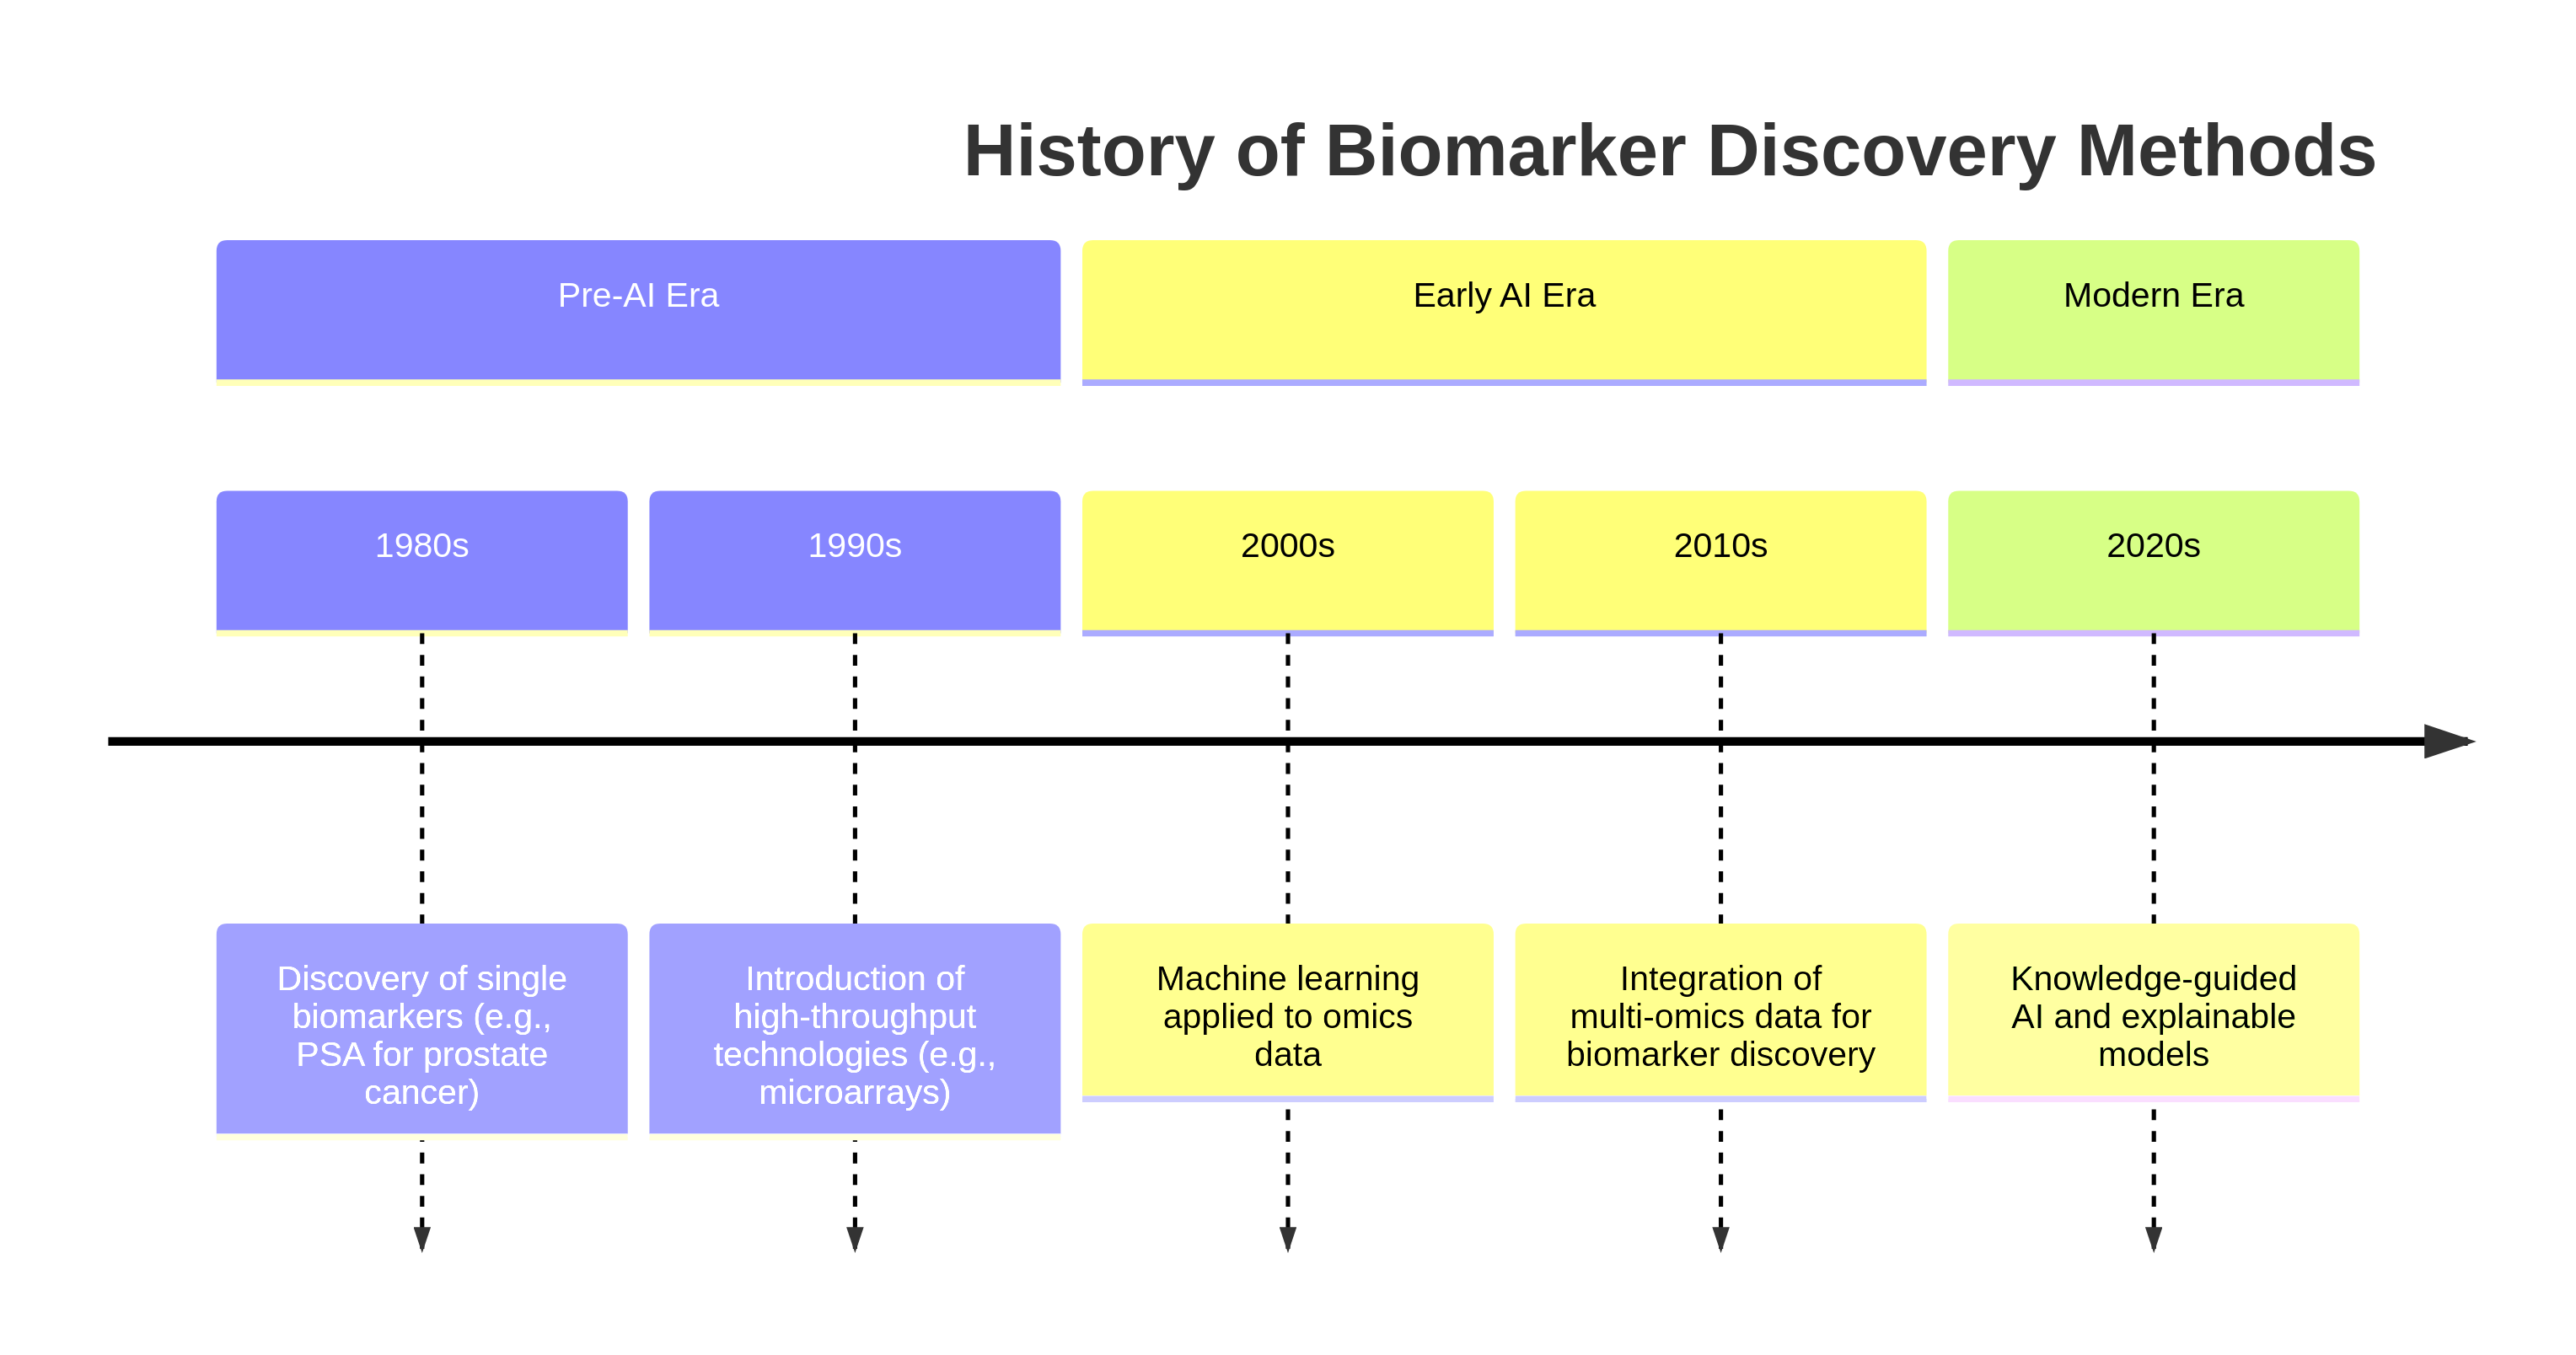 History of Biomarker Discovery Methods
Pre-AI Era
Early AI Era
Modern Era
1980s
1990s
2000s
2010s
2020s
Discovery of single
biomarkers (e.g.,
PSA for prostate
cancer)
Introduction of
high-throughput
technologies (e.g.,
microarrays)
Machine learning
applied to omics
data
Integration of
multi-omics data for
biomarker discovery
Knowledge-guided
AI and explainable
models